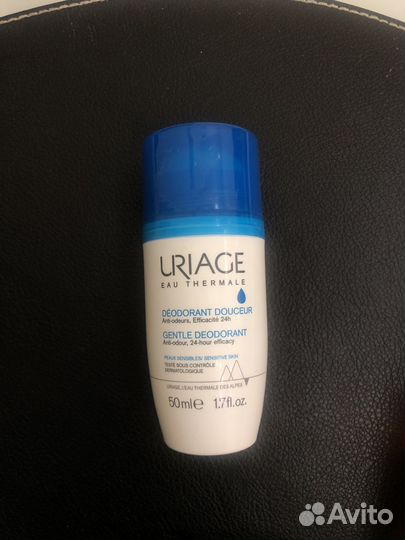 URIAGE
EAU THERMALE
DÉODORANT DOUCEUR
Anti-odeurs, Efficacité 24h
GENTLE DEODORANT
Anti-odour, 24-hour efficacy
PEAUX SENSIBLES/ SENSITIVE SKIN
TESTÉ SOUS CONTRÔLE
DERMATOLOGIQUE
URIAGE, L'EAU THERMALE DES ALPES
50ml℮ 1.7fl.oz.
Avito